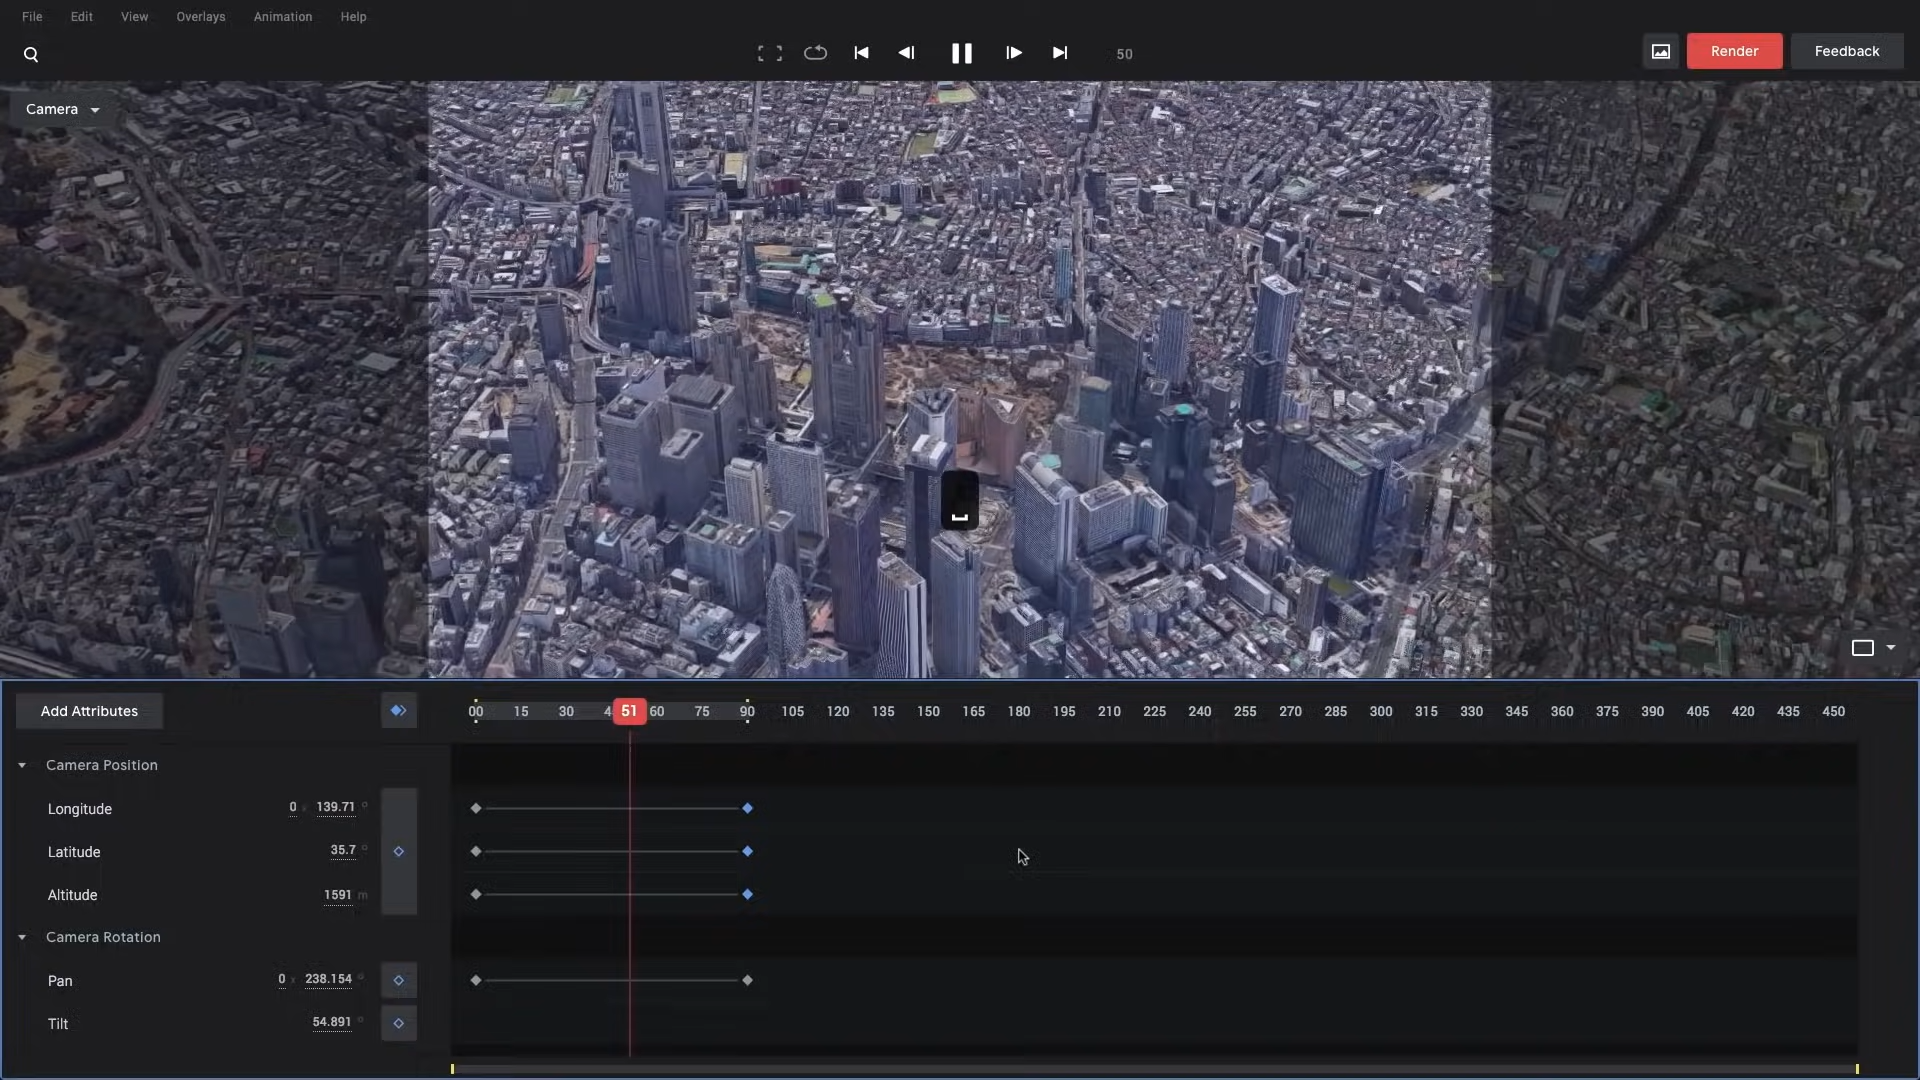 File Edit View Overlays Animation Help
50
Render Feedback
Camera
Add Attributes
00 15 30 4 51 60 75 90 105 120 135 150 165 180 195 210 225 240 255 270 285 300 315 330 345 360 375 390 405 420 435 450
Camera Position
Longitude 0 x 139.71 °
Latitude 35.7 °
Altitude 1591 m
Camera Rotation
Pan 0 x 238.154 °
Tilt 54.891 °